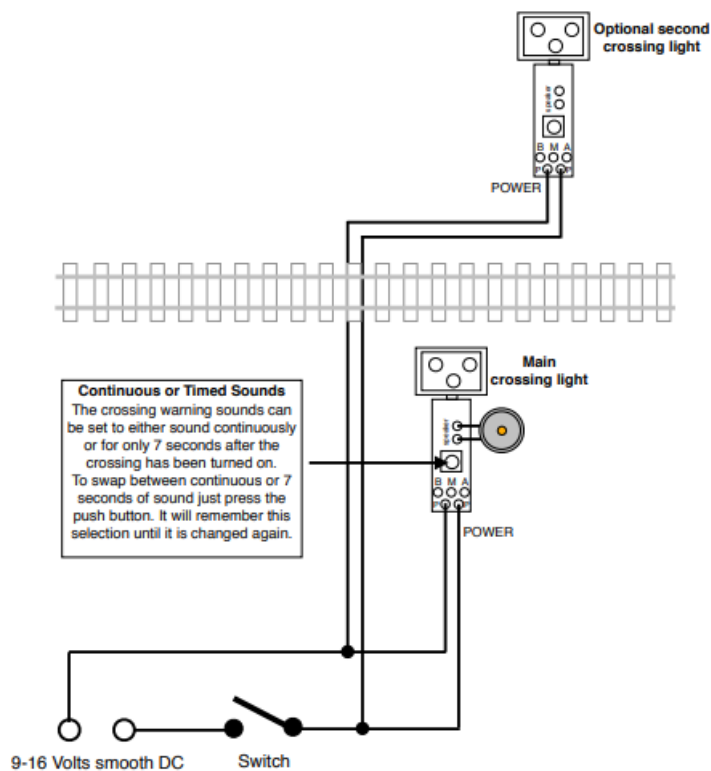 Optional second
crossing light
speaker
B M A
P P
POWER
Main
crossing light
Continuous or Timed Sounds
The crossing warning sounds can
be set to either sound continuously
or for only 7 seconds after the
crossing has been turned on.
To swap between continuous or 7
seconds of sound just press the
push button. It will remember this
selection until it is changed again.
speaker
B M A
P P
POWER
9-16 Volts smooth DC
Switch